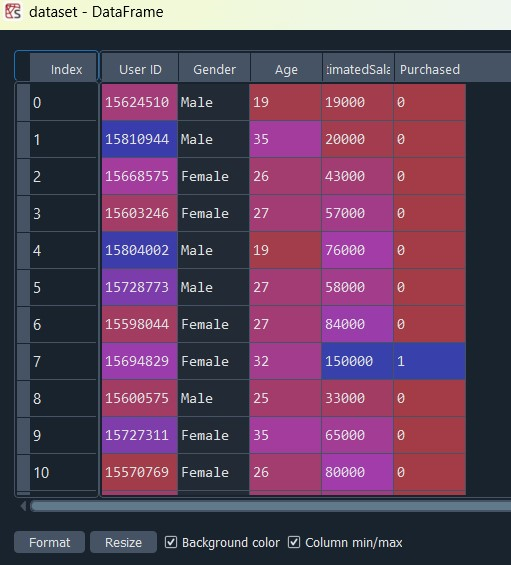 dataset - DataFrame
Index User ID Gender Age timatedSala Purchased
0 15624510 Male 19 19000 0
1 15810944 Male 35 20000 0
2 15668575 Female 26 43000 0
3 15603246 Female 27 57000 0
4 15804002 Male 19 76000 0
5 15728773 Male 27 58000 0
6 15598044 Female 27 84000 0
7 15694829 Female 32 150000 1
8 15600575 Male 25 33000 0
9 15727311 Female 35 65000 0
10 15570769 Female 26 80000 0
Format Resize Background color Column min/max